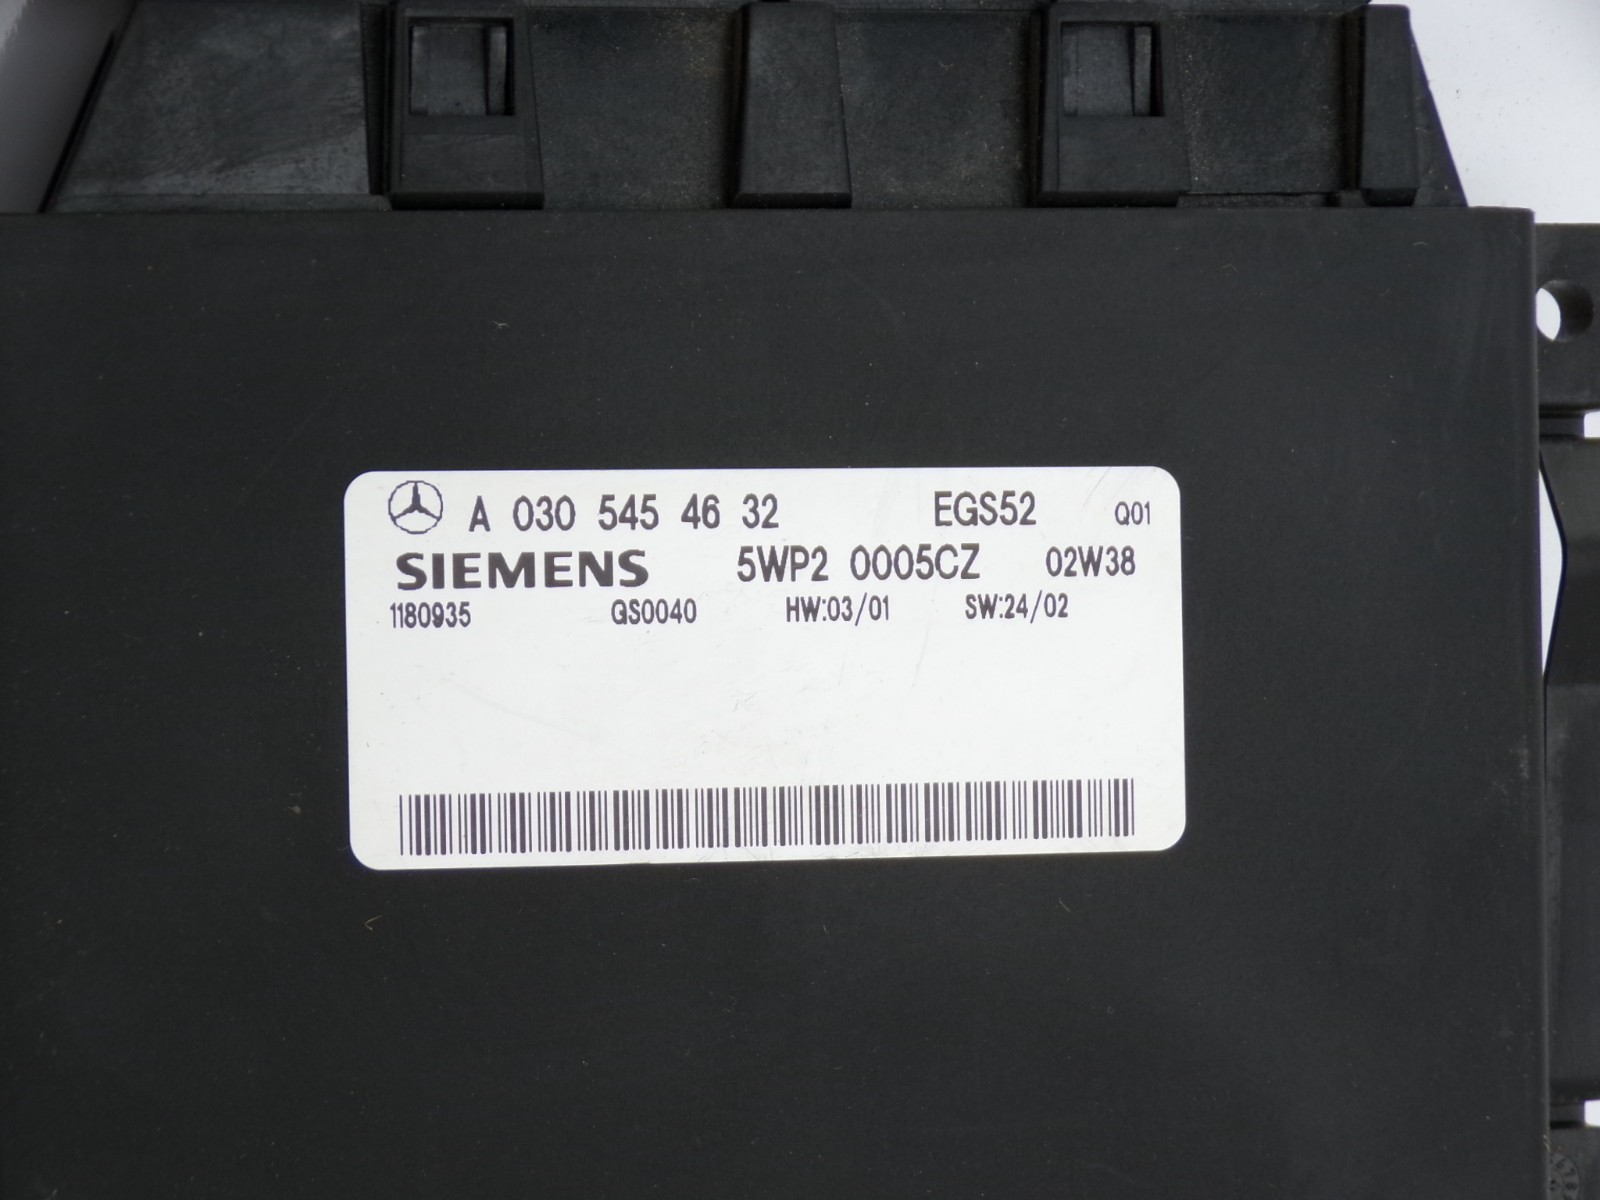 A 030 545 46 32 EGS52 Q01
SIEMENS 5WP2 0005CZ 02W38
1180935 QS0040 HW:03/01 SW:24/02